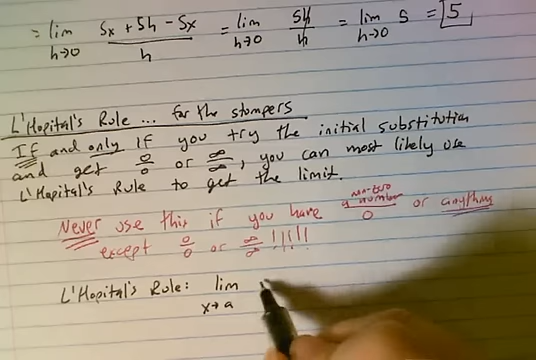 = lim h→0 5x + 5h - 5x / h = lim h→0 5h / h = lim h→0 5 = 5
L'Hopital's Rule ... for the stompers
If and only if you try the initial substitution
and get 0/0 or ∞/∞, you can most likely use
L'Hopital's Rule to get the limit.
Never use this if you have number / 0 or anything
except 0/0 or ∞/∞ !!!!!
L'Hopital's Rule: lim x→a